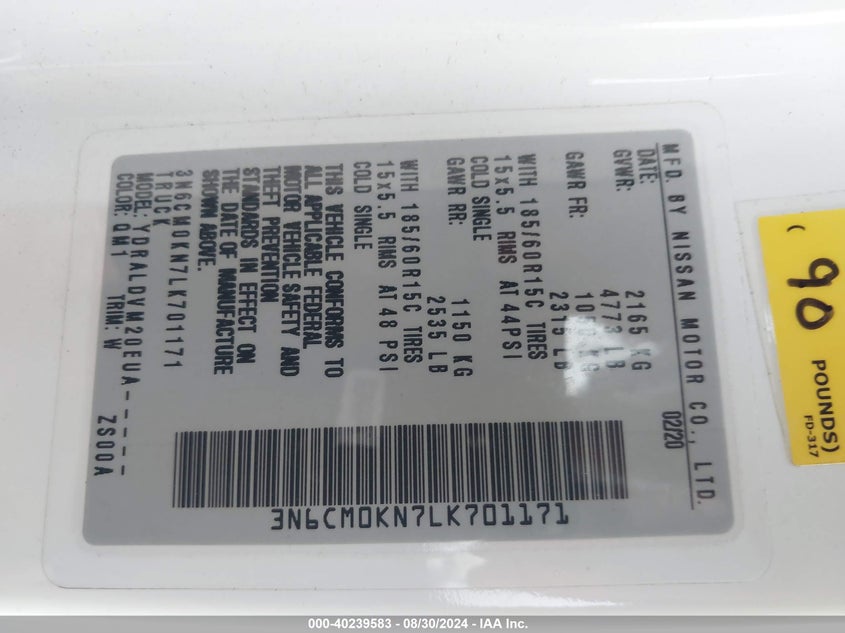 MFD. BY NISSAN MOTOR CO., LTD.
DATE: 02/20
GVWR: 2165 KG
4773 LB
GAWR FR: KG
LB
WITH 185/60R15C TIRES
15x5.5 RIMS AT 44PSI
COLD SINGLE
GAWR RR: 1150 KG
2535 LB
WITH 185/60R15C TIRES
15x5.5 RIMS AT 48 PSI
COLD SINGLE
THIS VEHICLE CONFORMS TO
ALL APPLICABLE FEDERAL
MOTOR VEHICLE SAFETY AND
THEFT PREVENTION
STANDARDS IN EFFECT ON
THE DATE OF MANUFACTURE
SHOWN ABOVE.
TRUCK
3N6CM0KN7LK701171
MODEL: YDRALDYM20EUA-----
COLOR: QM1 TRIM: W ZS00A
3N6CM0KN7LK701171
( 90 POUNDS)
FD-317
000-40239583 - 08/30/2024 - IAA Inc.